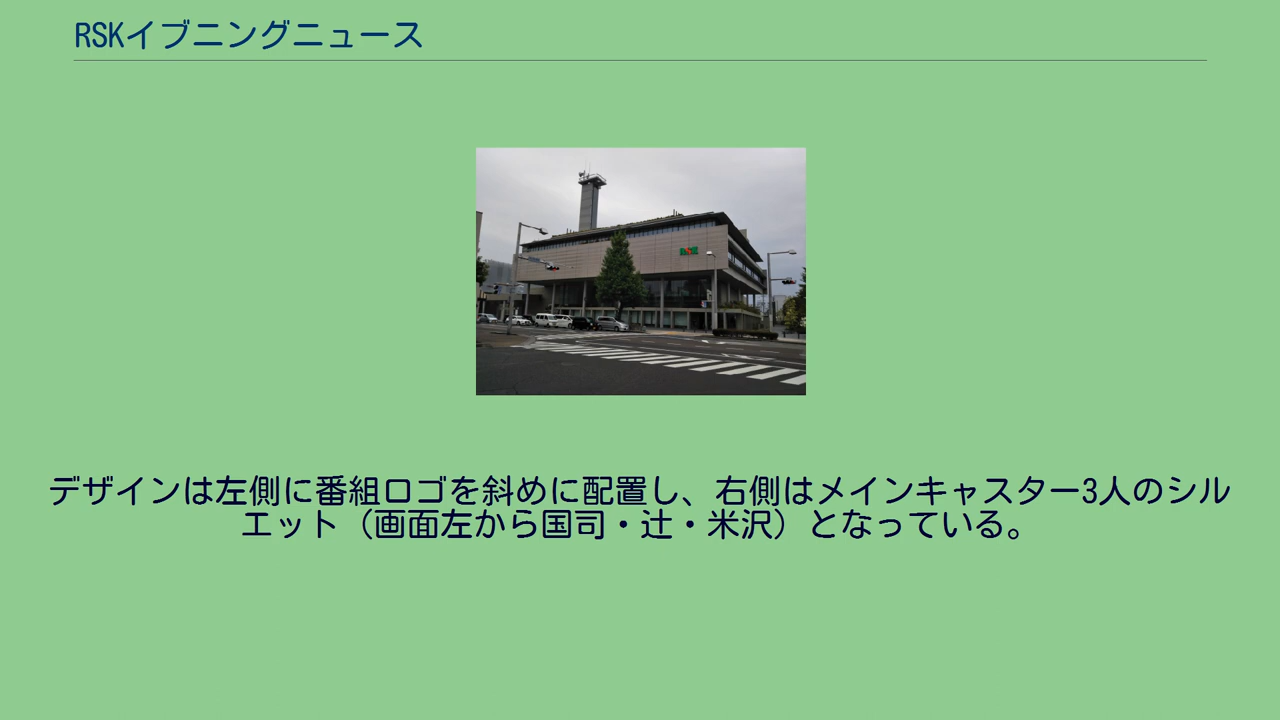 RSKイブニングニュース
RSK
デザインは左側に番組ロゴを斜めに配置し、右側はメインキャスター3人のシル
エット（画面左から国司・辻・米沢）となっている。